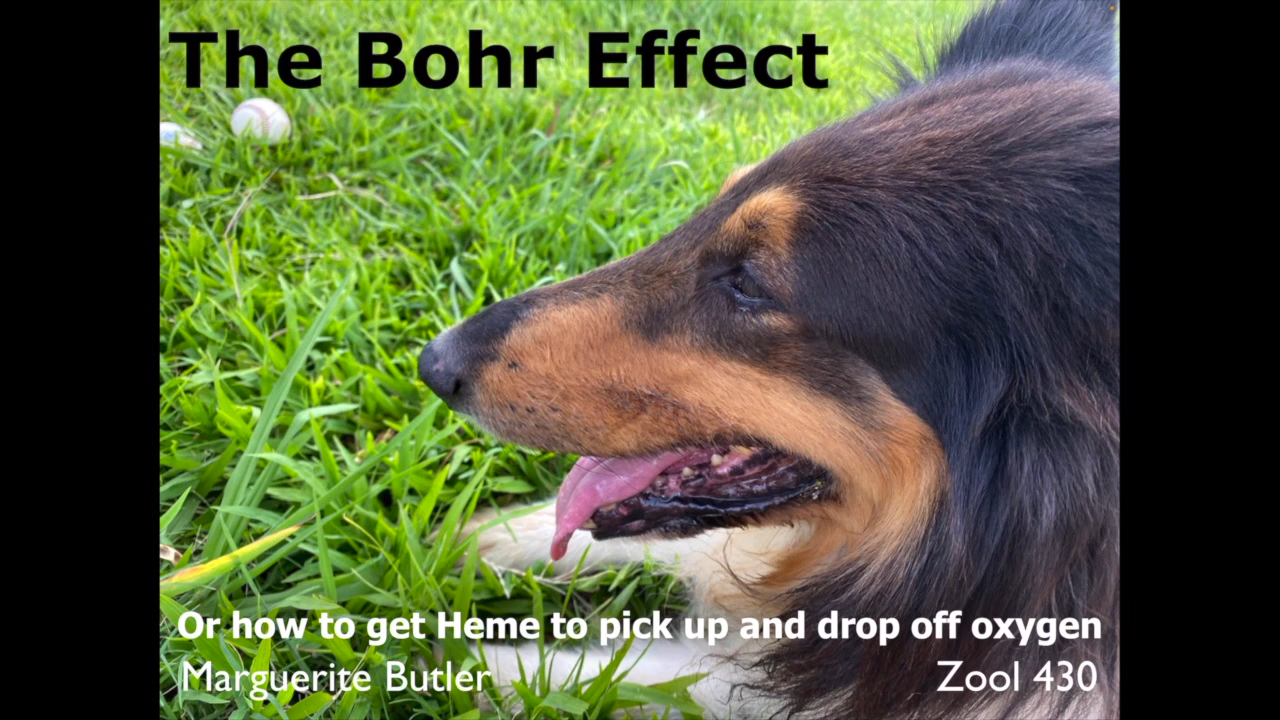 The Bohr Effect
Or how to get Heme to pick up and drop off oxygen
Marguerite Butler
Zool 430